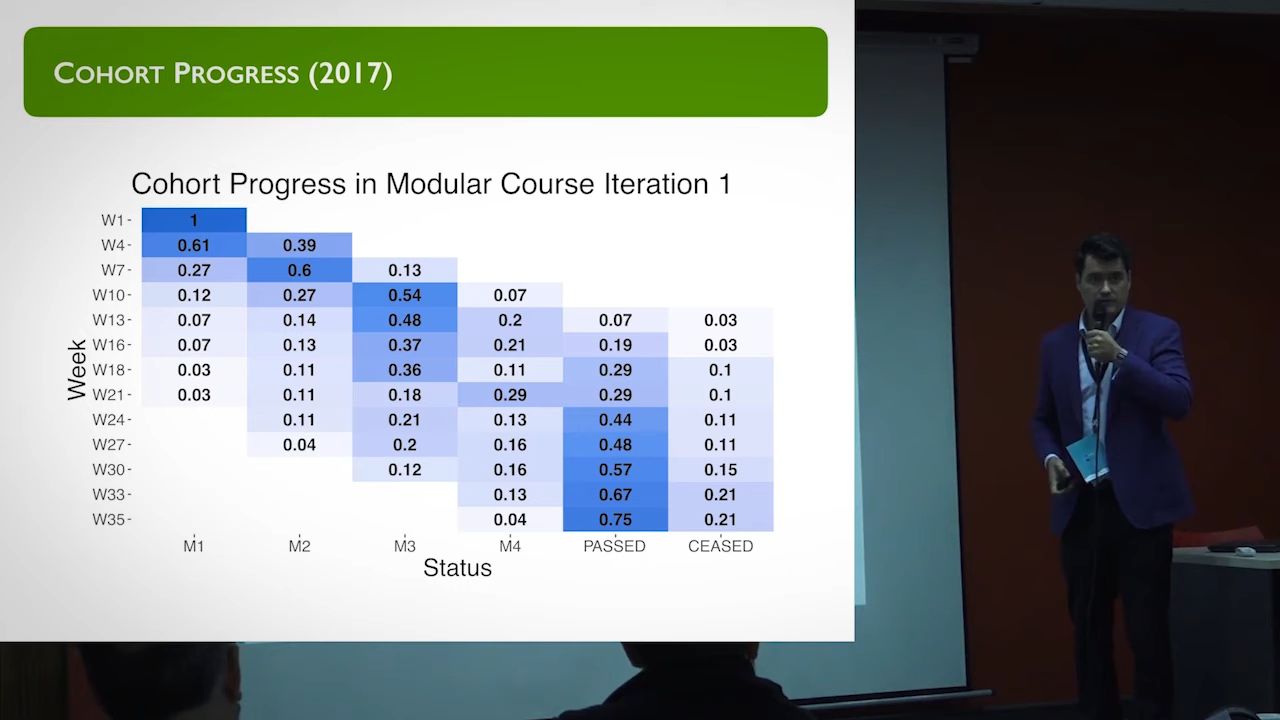 COHORT PROGRESS (2017)
Cohort Progress in Modular Course Iteration 1
Week
W1 1
W4 0.61 0.39
W7 0.27 0.6 0.13
W10 0.12 0.27 0.54 0.07
W13 0.07 0.14 0.48 0.2 0.07 0.03
W16 0.07 0.13 0.37 0.21 0.19 0.03
W18 0.03 0.11 0.36 0.11 0.29 0.1
W21 0.03 0.11 0.18 0.29 0.29 0.1
W24 0.11 0.21 0.13 0.44 0.11
W27 0.04 0.2 0.16 0.48 0.11
W30 0.12 0.16 0.57 0.15
W33 0.13 0.67 0.21
W35 0.04 0.75 0.21
M1 M2 M3 M4 PASSED CEASED
Status